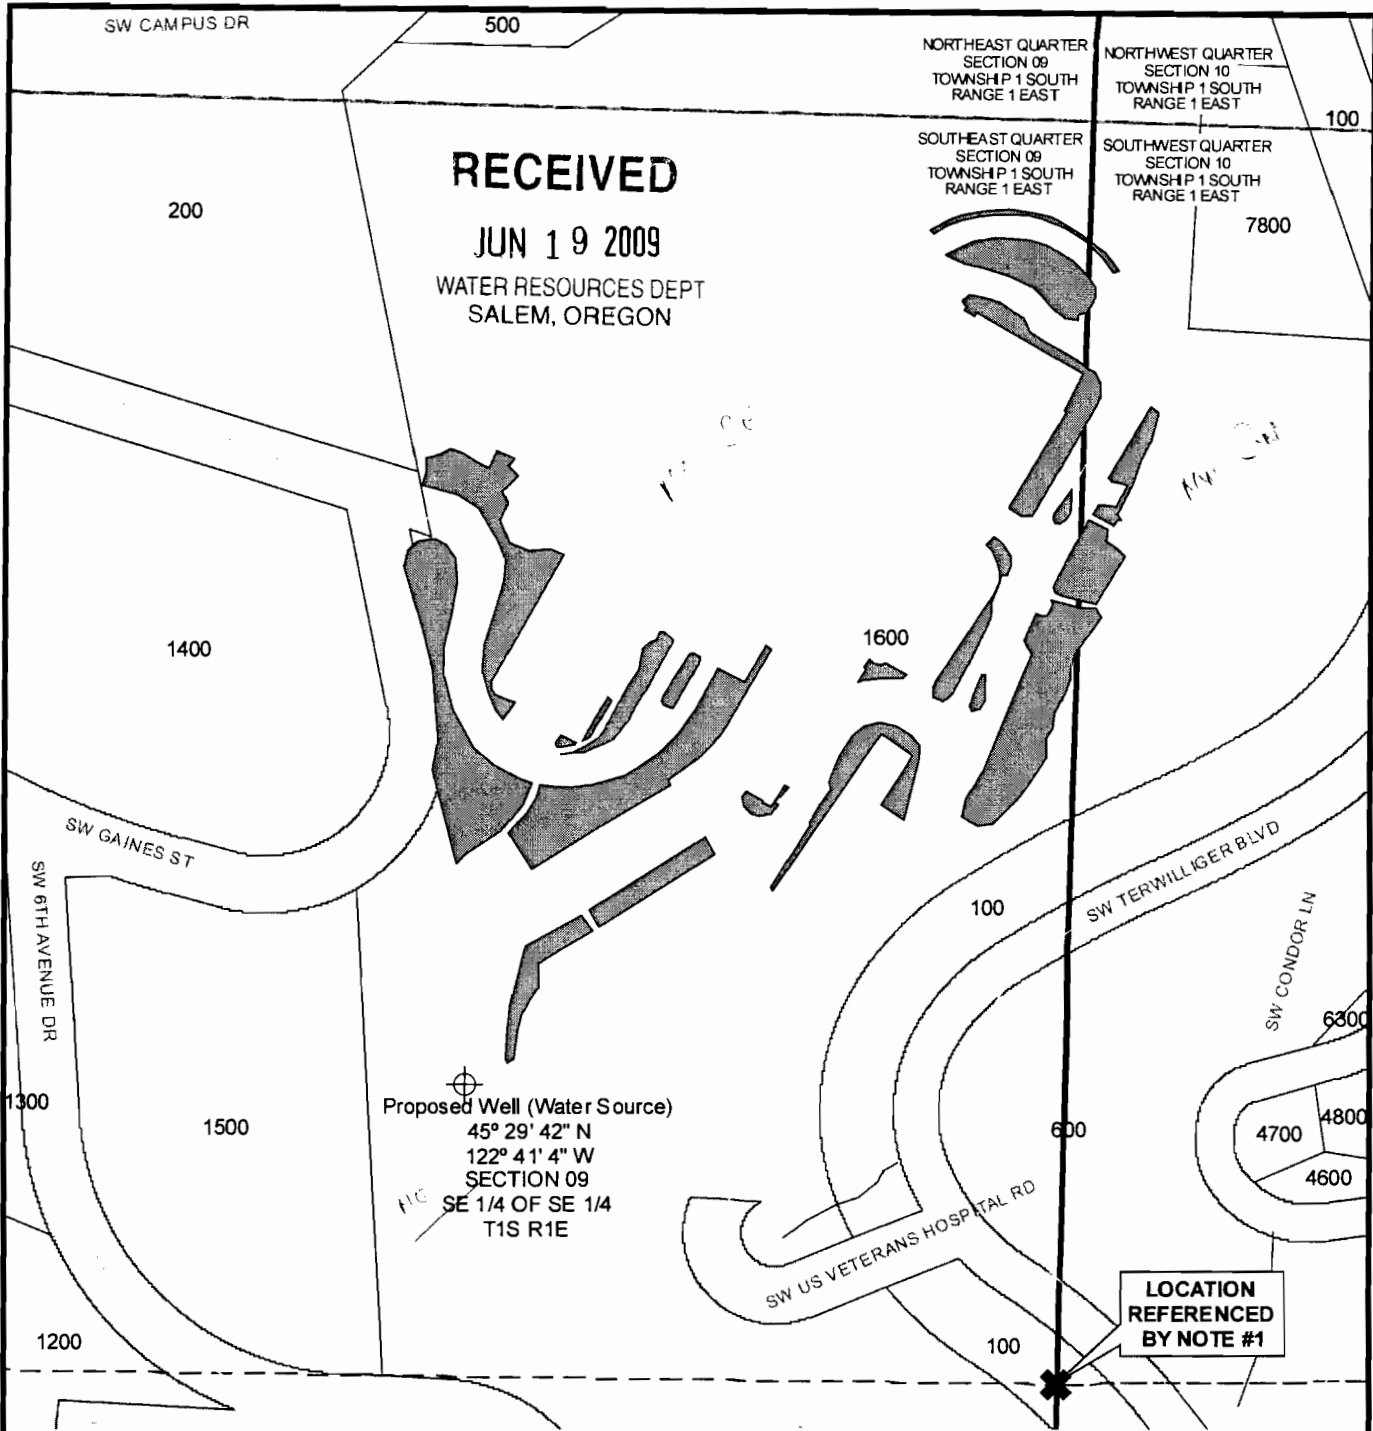 SW CAMPUS DR
500
NORTHEAST QUARTER
SECTION 09
TOWNSHIP 1 SOUTH
RANGE 1 EAST
NORTHWEST QUARTER
SECTION 10
TOWNSHIP 1 SOUTH
RANGE 1 EAST
100
SOUTHEAST QUARTER
SECTION 09
TOWNSHIP 1 SOUTH
RANGE 1 EAST
SOUTHWEST QUARTER
SECTION 10
TOWNSHIP 1 SOUTH
RANGE 1 EAST
RECEIVED
JUN 19 2009
WATER RESOURCES DEPT
SALEM, OREGON
200
7800
1400
1600
SW GAINES ST
SW 6TH AVENUE DR
100
SW TERWILLIGER BLVD
SW CONDOR LN
6300
1300
1500
Proposed Well (Water Source)
45º 29' 42" N
122º 41' 4" W
SECTION 09
SE 1/4 OF SE 1/4
T1S R1E
600
4700
4800
4600
SW US VETERANS HOSPITAL RD
LOCATION
REFERENCED
BY NOTE #1
1200
100